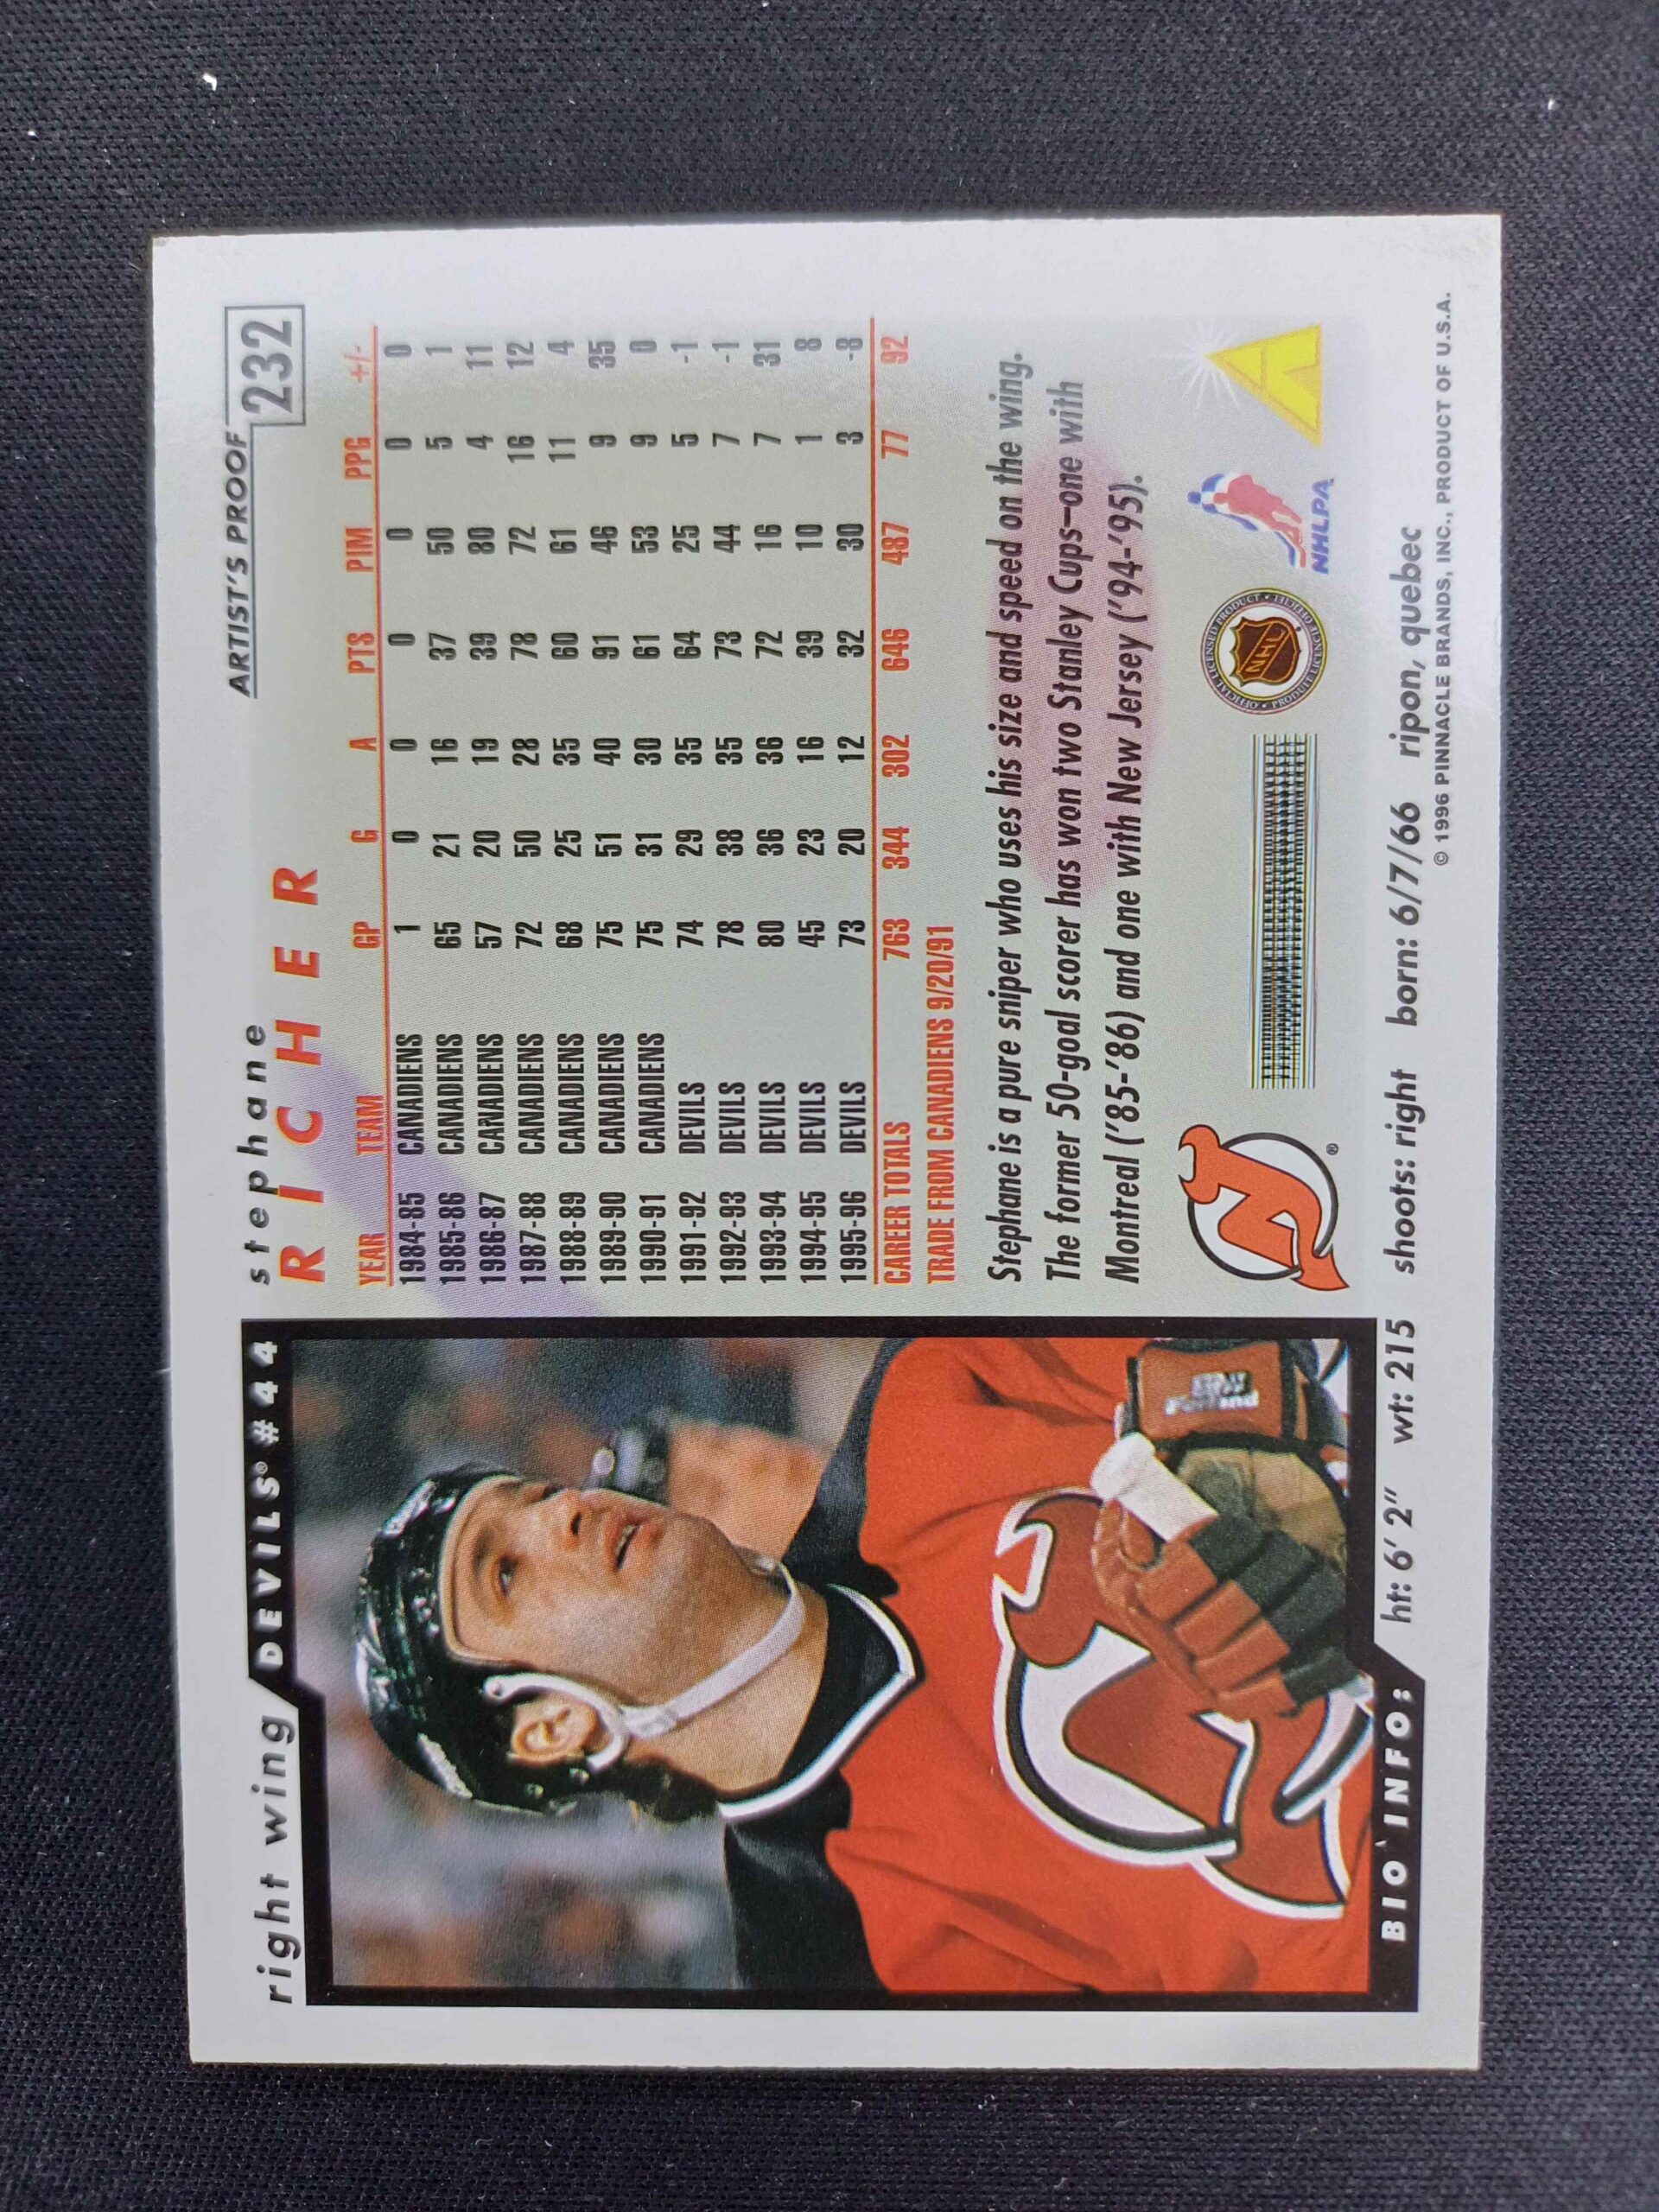 right wing DEVILS® #44
stephane
RICHER
ARTIST'S PROOF
232
YEAR TEAM GP G A PTS PIM PPG +/-
1984-85 CANADIENS 1 0 0 0 0 0 0
1985-86 CANADIENS 65 21 16 37 50 5 1
1986-87 CANADIENS 57 20 19 39 80 4 11
1987-88 CANADIENS 72 50 28 78 72 16 12
1988-89 CANADIENS 68 25 35 60 61 11 4
1989-90 CANADIENS 75 51 40 91 46 9 35
1990-91 CANADIENS 75 31 30 61 53 9 0
1991-92 DEVILS 74 29 35 64 25 5 -1
1992-93 DEVILS 78 38 35 73 44 7 -1
1993-94 DEVILS 80 36 36 72 16 7 31
1994-95 DEVILS 45 23 16 39 10 1 8
1995-96 DEVILS 73 20 12 32 30 3 -8
CAREER TOTALS 763 344 302 646 487 77 92
TRADE FROM CANADIENS 9/20/91
Stephane is a pure sniper who uses his size and speed on the wing.
The former 50-goal scorer has won two Stanley Cups—one with
Montreal ('85-'86) and one with New Jersey ('94-'95).
®
OFFICIAL LICENSED PRODUCT •
NHL
NHLPA
BIO INFO: ht: 6' 2" wt: 215 shoots: right born: 6/7/66 ripon, quebec
© 1996 PINNACLE BRANDS, INC., PRODUCT OF U.S.A.